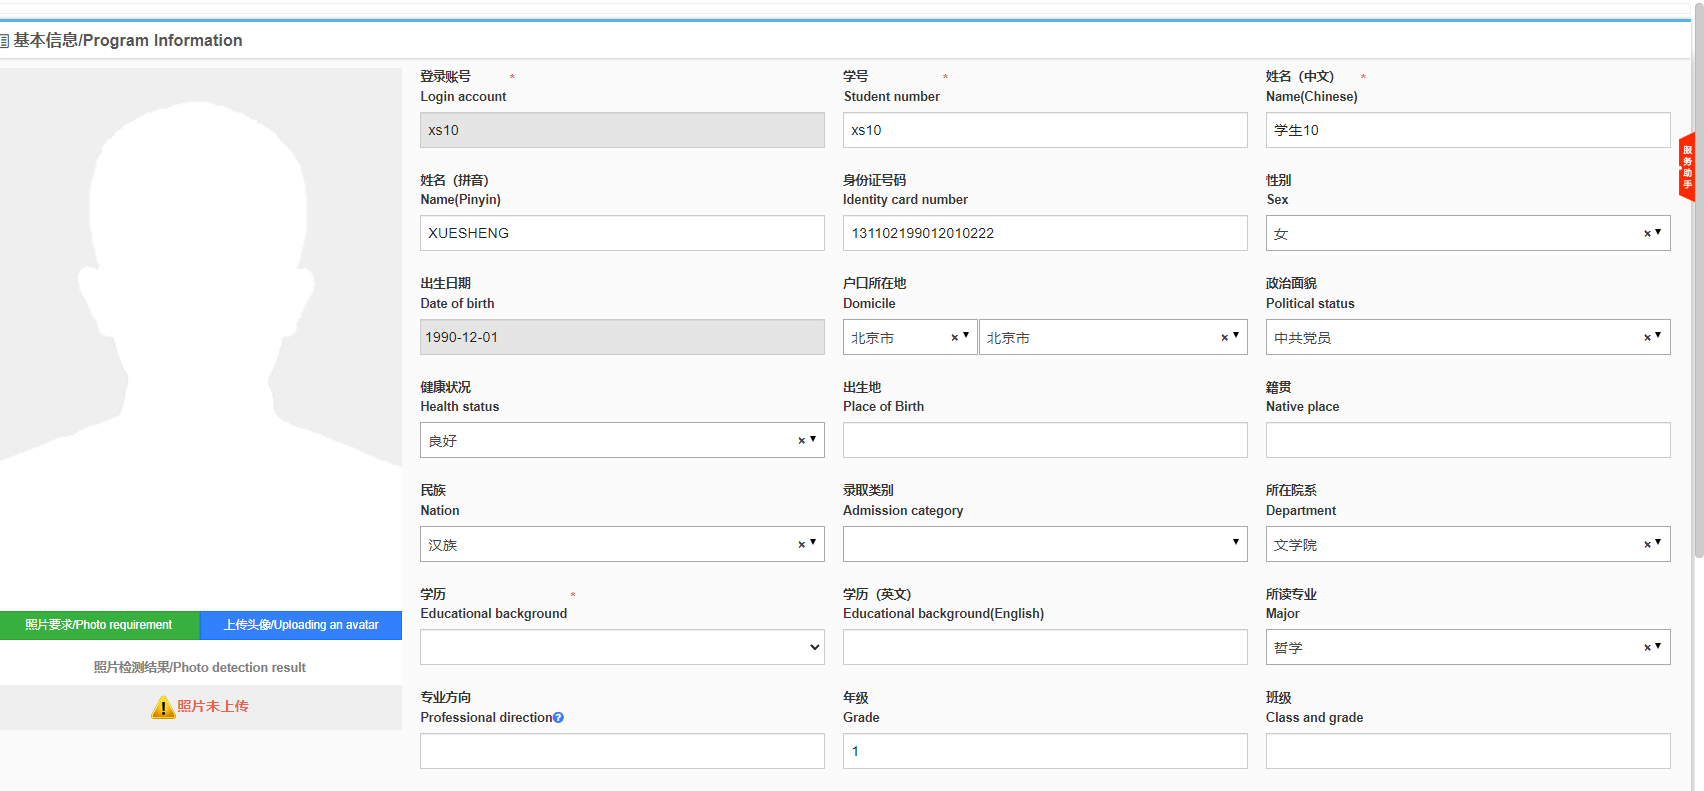 基本信息/Program Information
登录账号 *
Login account
xs10
学号 *
Student number
xs10
姓名（中文） *
Name(Chinese)
学生10
姓名（拼音）
Name(Pinyin)
XUESHENG
身份证号码
Identity card number
131102199012010222
性别
Sex
女 ×
出生日期
Date of birth
1990-12-01
户口所在地
Domicile
北京市 × 北京市 ×
政治面貌
Political status
中共党员 ×
健康状况
Health status
良好 ×
出生地
Place of Birth
籍贯
Native place
民族
Nation
汉族 ×
录取类别
Admission category
所在院系
Department
文学院 ×
学历 *
Educational background
学历（英文）
Educational background(English)
所读专业
Major
哲学 ×
专业方向
Professional direction?
年级
Grade
1
班级
Class and grade
照片要求/Photo requirement
上传头像/Uploading an avatar
照片检测结果/Photo detection result
照片未上传
服务助手